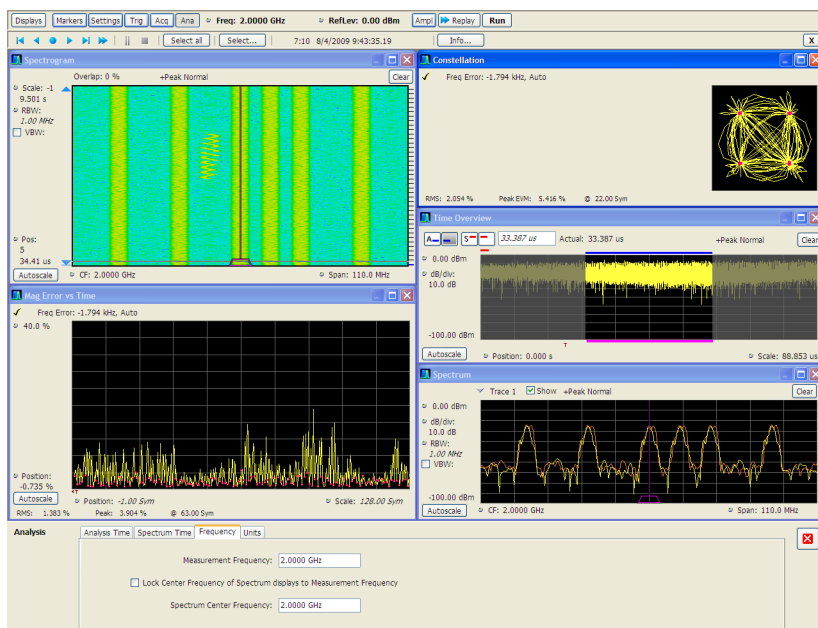 Displays Markers Settings Trig Acq Ana Freq: 2.0000 GHz RefLev: 0.00 dBm Ampl Replay Run
Select all Select... 7:10 8/4/2009 9:43:35.19 Info... X
Spectrogram
Overlap: 0 % +Peak Normal Clear
Scale: -1
9.501 s
RBW:
1.00 MHz
VBW:
Pos:
5
34.41 us
Autoscale CF: 2.0000 GHz Span: 110.0 MHz
Constellation
Freq Error: -1.794 kHz, Auto
RMS: 2.054 % Peak EVM: 5.416 % @ 22.00 Sym
Time Overview
A S 33.387 us Actual: 33.387 us +Peak Normal Clear
0.00 dBm
dB/div:
10.0 dB
-100.00 dBm
T
Autoscale Position: 0.000 s Scale: 88.853 us
Mag Error vs Time
Freq Error: -1.794 kHz, Auto
40.0 %
Position:
-0.735 %
T
Autoscale Position: -1.00 Sym Scale: 128.00 Sym
RMS: 1.383 % Peak: 3.904 % @ 63.00 Sym
Spectrum
Trace 1 Show +Peak Normal Clear
0.00 dBm
dB/div:
10.0 dB
RBW:
1.00 MHz
VBW:
-100.00 dBm
Autoscale CF: 2.0000 GHz Span: 110.0 MHz
Analysis Analysis Time Spectrum Time Frequency Units
Measurement Frequency: 2.0000 GHz
Lock Center Frequency of Spectrum displays to Measurement Frequency
Spectrum Center Frequency: 2.0000 GHz